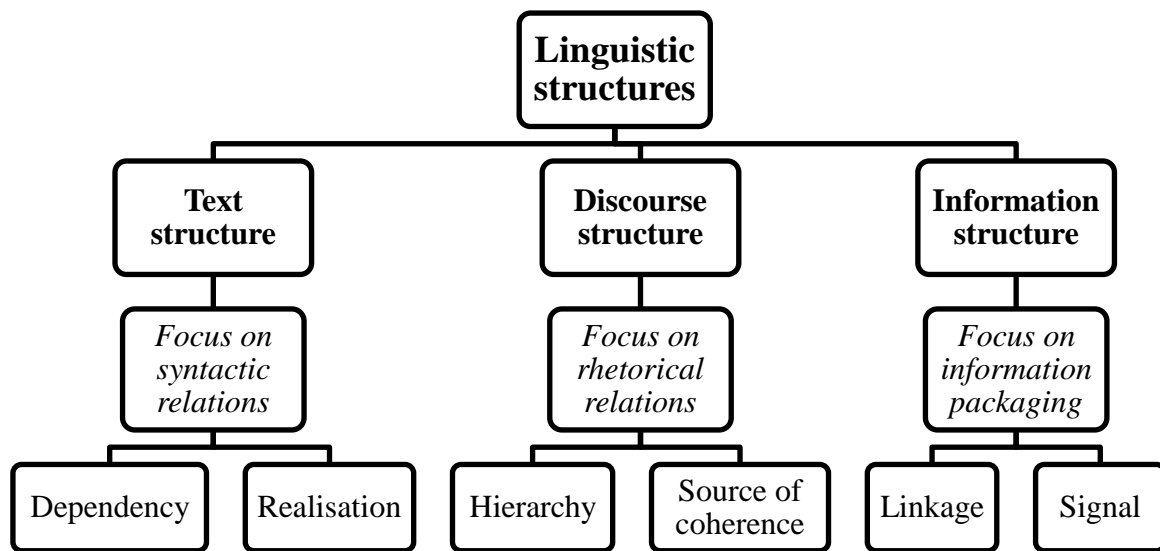 Linguistic
structures
Text
structure
Discourse
structure
Information
structure
Focus on
syntactic
relations
Focus on
rhetorical
relations
Focus on
information
packaging
Dependency
Realisation
Hierarchy
Source of
coherence
Linkage
Signal